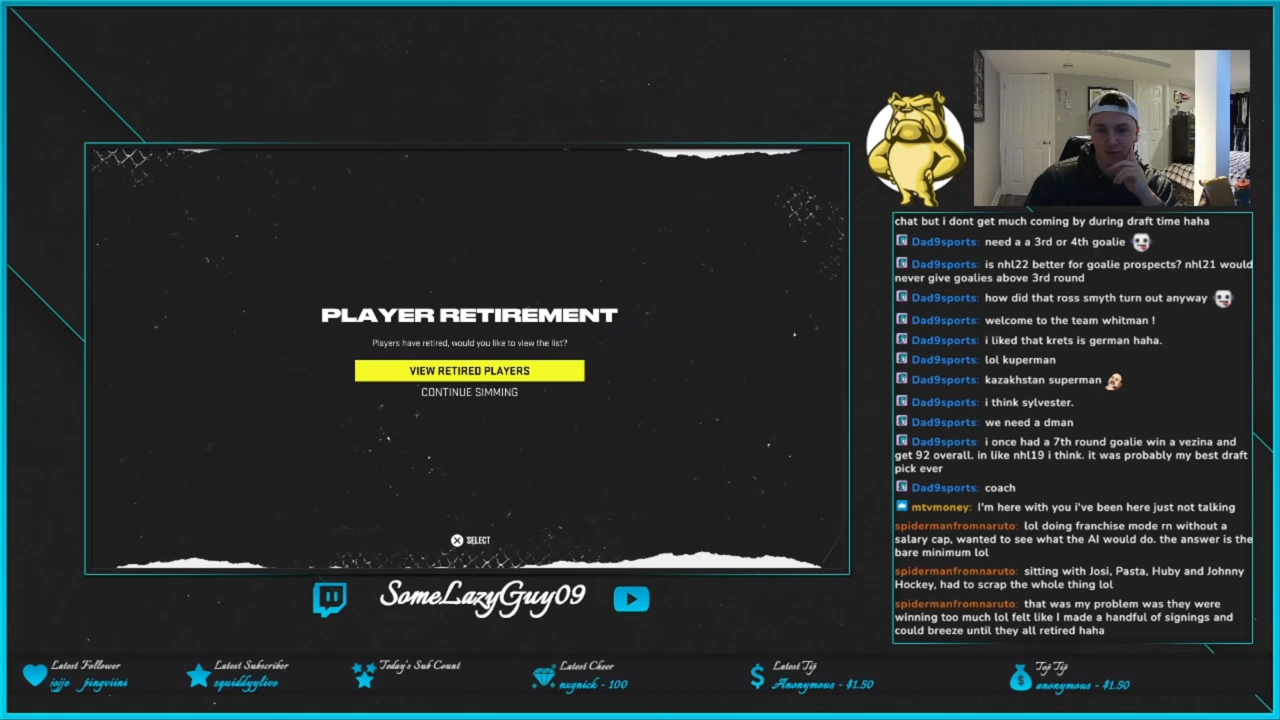 PLAYER RETIREMENT
Players have retired, would you like to view the list?
VIEW RETIRED PLAYERS
CONTINUE SIMMING
SELECT
chat but i dont get much coming by during draft time haha
Dad9sports: need a a 3rd or 4th goalie
Dad9sports: is nhl22 better for goalie prospects? nhl21 would
never give goalies above 3rd round
Dad9sports: how did that ross smyth turn out anyway
Dad9sports: welcome to the team whitman !
Dad9sports: i liked that krets is german haha.
Dad9sports: lol kuperman
Dad9sports: kazakhstan superman
Dad9sports: i think sylvester.
Dad9sports: we need a dman
Dad9sports: i once had a 7th round goalie win a vezina and
get 92 overall. in like nhl19 i think. it was probably my best draft
pick ever
Dad9sports: coach
mtvmoney: I'm here with you i've been here just not talking
spidermanfromnaruto: lol doing franchise mode rn without a
salary cap, wanted to see what the AI would do. the answer is the
bare minimum lol
spidermanfromnaruto: sitting with Josi, Pasta, Huby and Johnny
Hockey, had to scrap the whole thing lol
spidermanfromnaruto: that was my problem was they were
winning too much lol felt like I made a handful of signings and
could breeze until they all retired haha
SomeLazyGuy09
Latest Follower
Latest Subscriber
squiddyylive
Today's Sub Count
Latest Cheer
nxgnick - 100
Latest Tip
Anonymous - $1.50
Top Tip
anonymous - $1.50